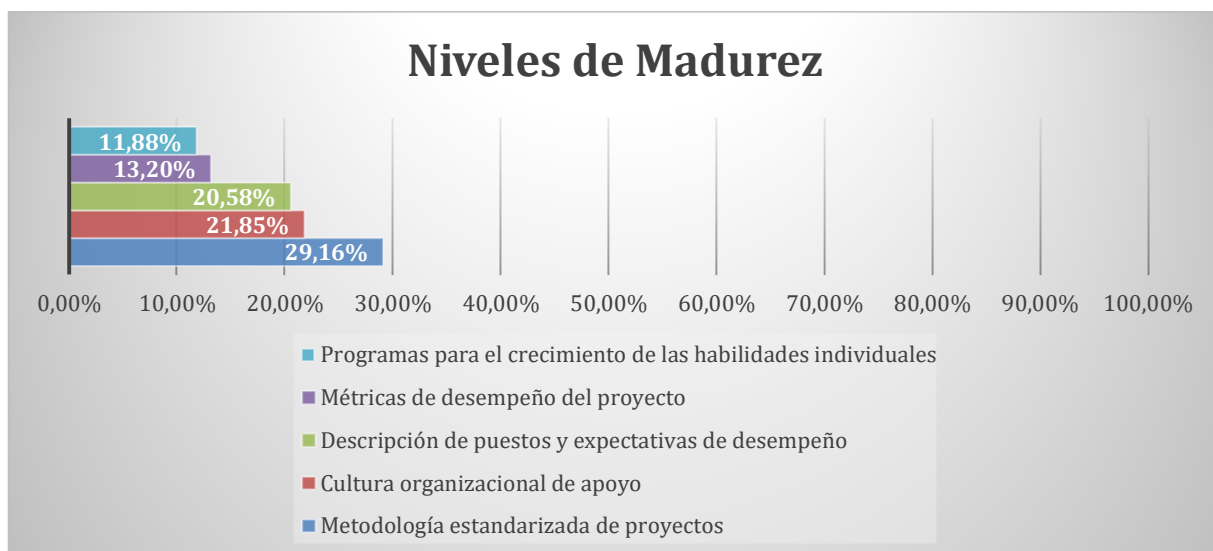 Niveles de Madurez
11,88%
13,20%
20,58%
21,85%
29,16%
0,00% 10,00% 20,00% 30,00% 40,00% 50,00% 60,00% 70,00% 80,00% 90,00% 100,00%
Programas para el crecimiento de las habilidades individuales
Métricas de desempeño del proyecto
Descripción de puestos y expectativas de desempeño
Cultura organizacional de apoyo
Metodología estandarizada de proyectos